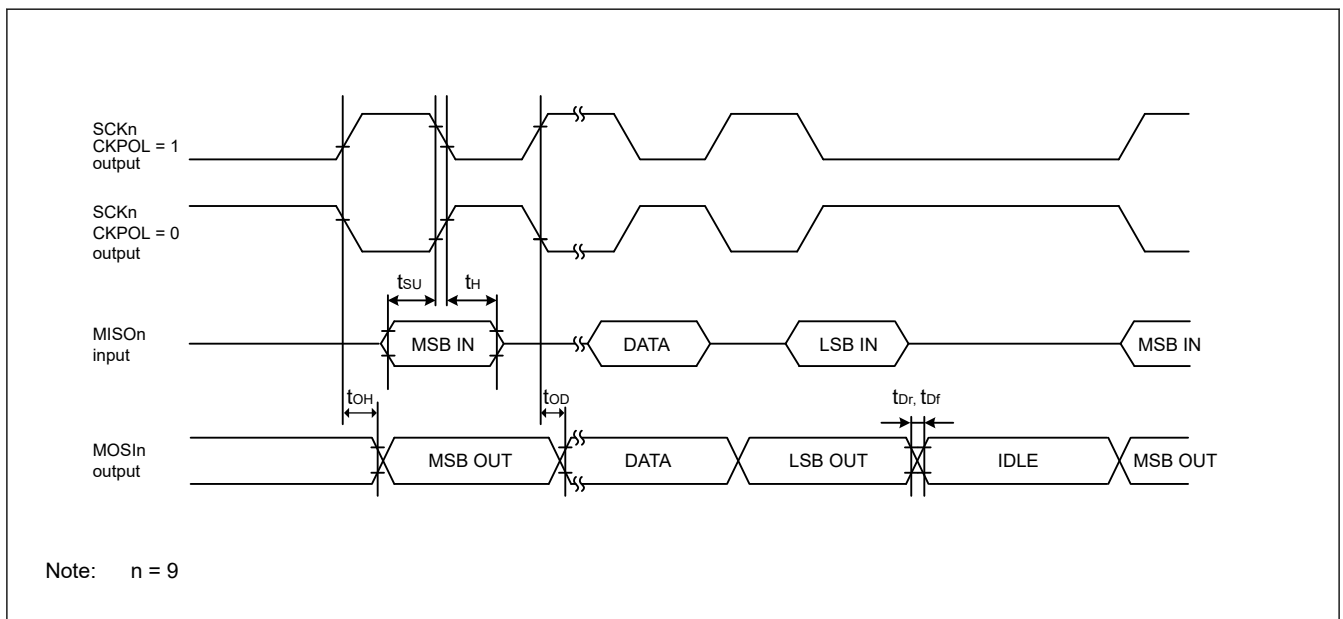 SCKn
CKPOL = 1
output
SCKn
CKPOL = 0
output
tSU
tH
MISOn
input
MSB IN
DATA
LSB IN
MSB IN
tOH
tOD
tDr, tDf
MOSIn
output
MSB OUT
DATA
LSB OUT
IDLE
MSB OUT
Note: n = 9